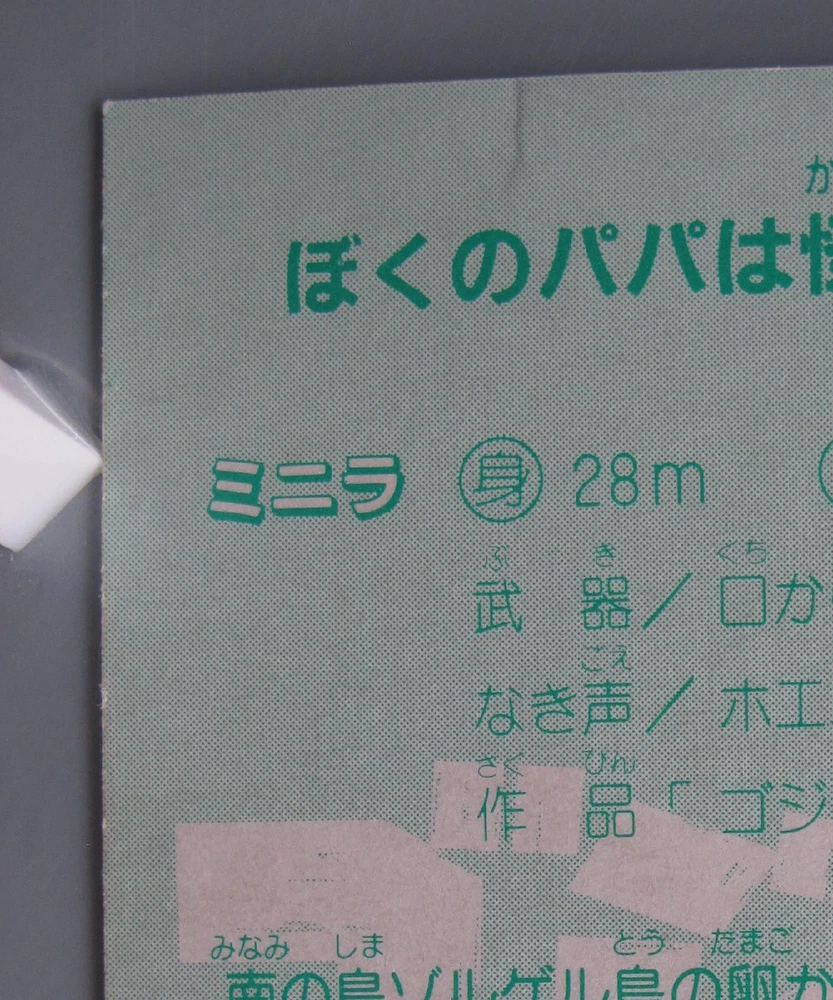 が
ぼくのパパは怪
ミニラ 身 28m
ぶ き くち
武 器／口か
ごえ
なき声／ホエ
さく ひん
作 品「ゴジ
みなみ しま とう たまご
南の島ゾルゲル島の卵か